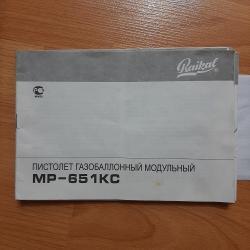 Baikal
ПИСТОЛЕТ ГАЗОБАЛЛОННЫЙ МОДУЛЬНЫЙ
МР-651КС